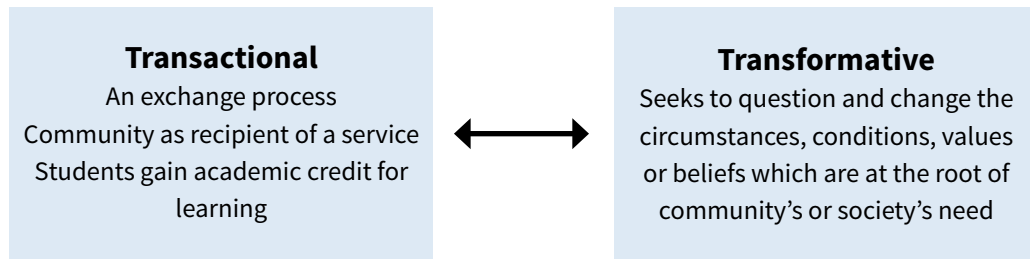 Transactional
An exchange process
Community as recipient of a service
Students gain academic credit for
learning
Transformative
Seeks to question and change the
circumstances, conditions, values
or beliefs which are at the root of
community’s or society’s need